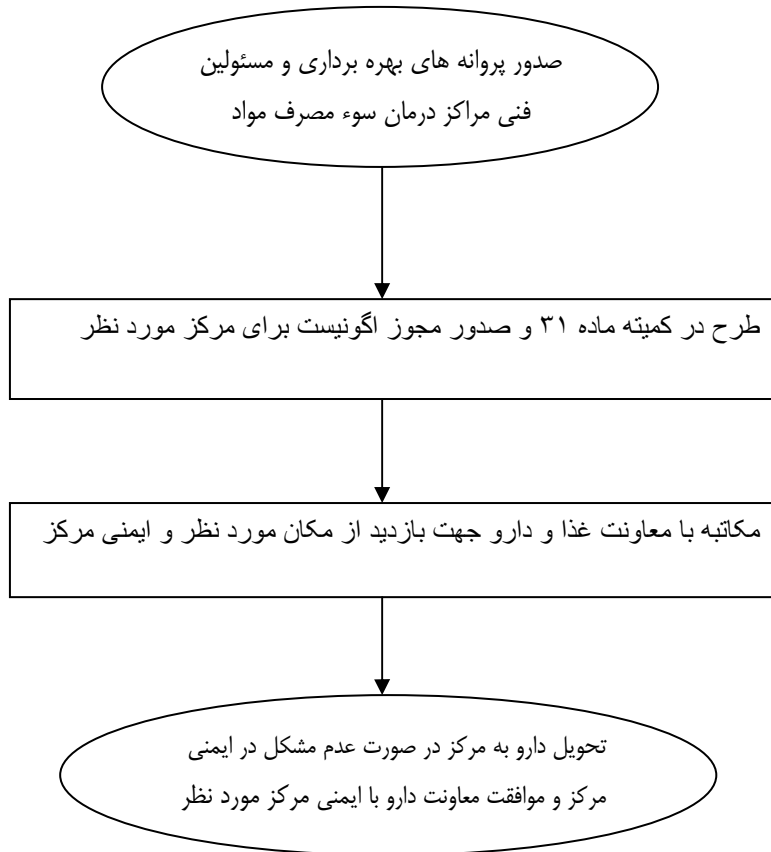 صدور پروانه های بهره برداری و مسئولین
فنی مراکز درمان سوء مصرف مواد
طرح در کمیته ماده ۳۱ و صدور مجوز اگونیست برای مرکز مورد نظر
مکاتبه با معاونت غذا و دارو جهت بازدید از مکان مورد نظر و ایمنی مرکز
تحویل دارو به مرکز در صورت عدم مشکل در ایمنی
مرکز و موافقت معاونت دارو با ایمنی مرکز مورد نظر